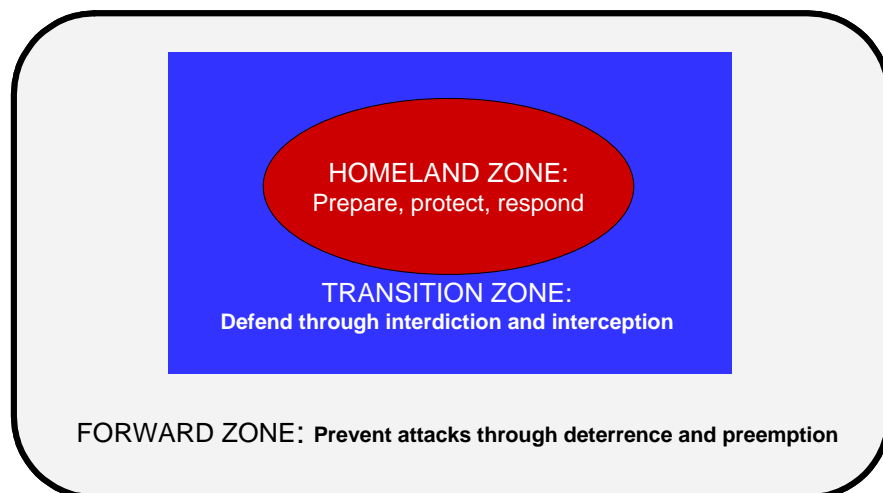 HOMELAND ZONE:
Prepare, protect, respond
TRANSITION ZONE:
Defend through interdiction and interception
FORWARD ZONE: Prevent attacks through deterrence and preemption